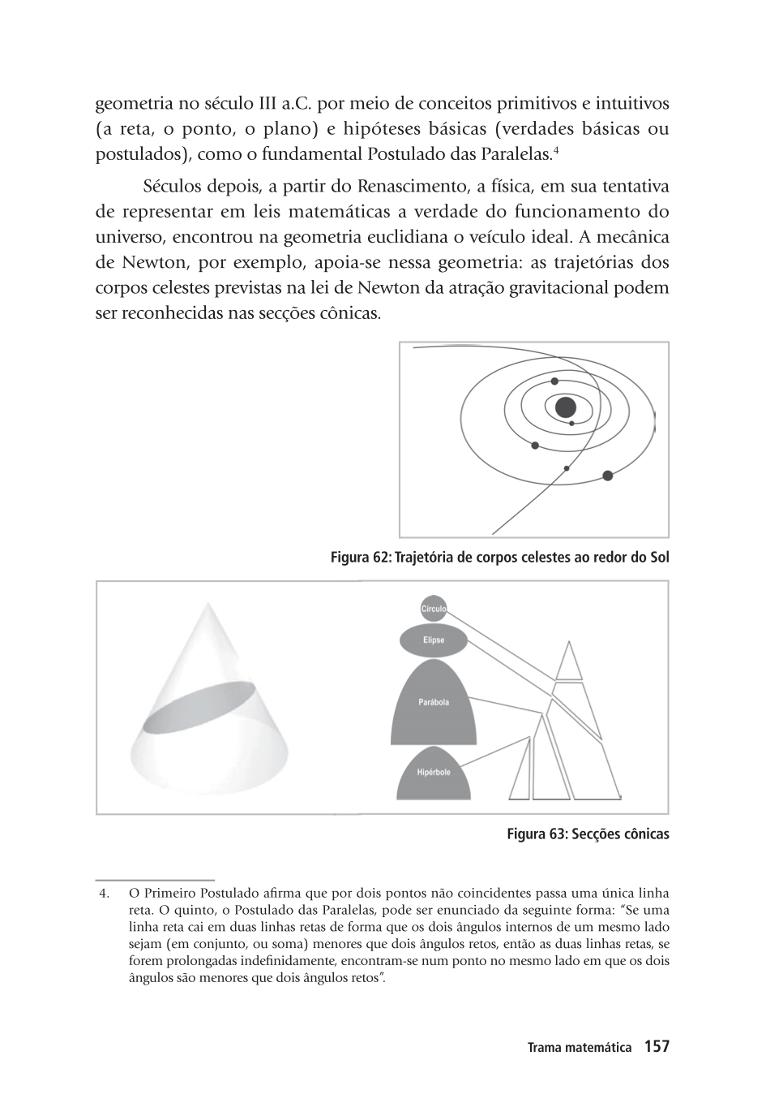 geometria no século III a.C. por meio de conceitos primitivos e intuitivos
(a reta, o ponto, o plano) e hipóteses básicas (verdades básicas ou
postulados), como o fundamental Postulado das Paralelas.4
Séculos depois, a partir do Renascimento, a física, em sua tentativa
de representar em leis matemáticas a verdade do funcionamento do
universo, encontrou na geometria euclidiana o veículo ideal. A mecânica
de Newton, por exemplo, apoia-se nessa geometria: as trajetórias dos
corpos celestes previstas na lei de Newton da atração gravitacional podem
ser reconhecidas nas secções cônicas.
Figura 62: Trajetória de corpos celestes ao redor do Sol
Círculo
Elipse
Parábola
Hipérbole
Figura 63: Secções cônicas
4. O Primeiro Postulado afirma que por dois pontos não coincidentes passa uma única linha
reta. O quinto, o Postulado das Paralelas, pode ser enunciado da seguinte forma: “Se uma
linha reta cai em duas linhas retas de forma que os dois ângulos internos de um mesmo lado
sejam (em conjunto, ou soma) menores que dois ângulos retos, então as duas linhas retas, se
forem prolongadas indefinidamente, encontram-se num ponto no mesmo lado em que os dois
ângulos são menores que dois ângulos retos”.
Trama matemática 157